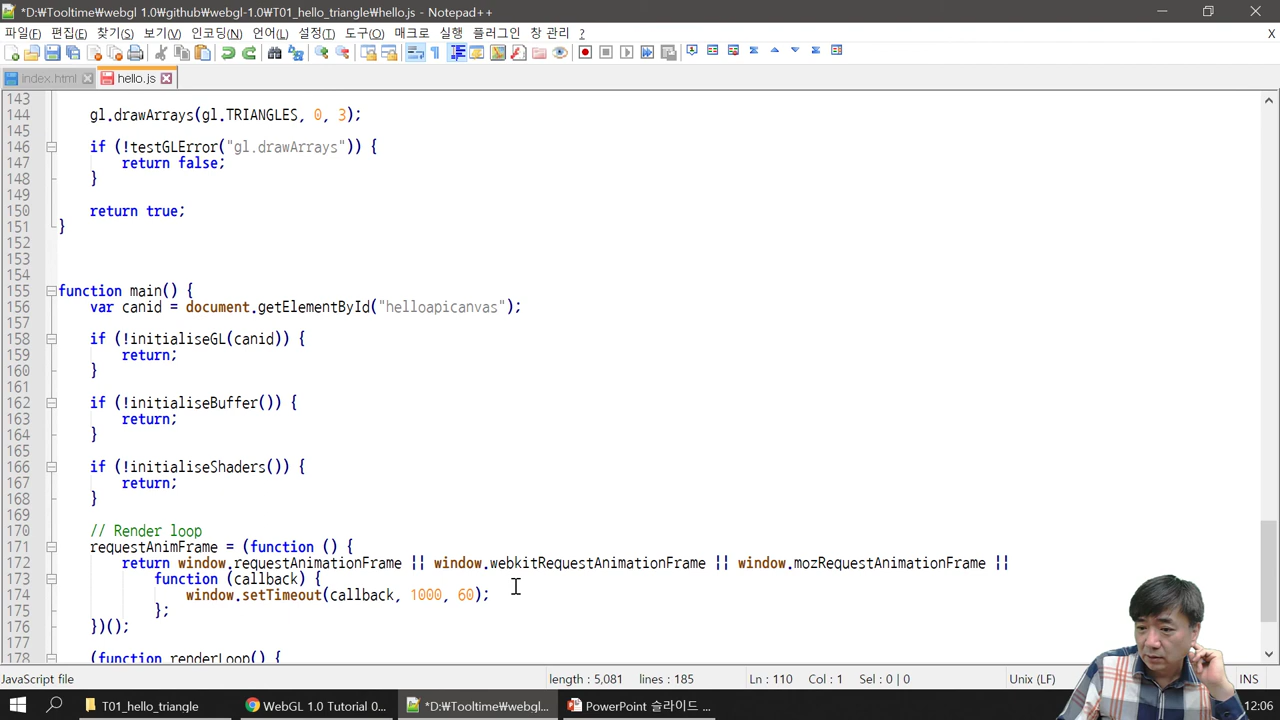 *D:₩Tooltime₩webgl 1.0₩github₩webgl-1.0₩T01_hello_triangle₩hello.js - Notepad++
파일(F) 편집(E) 찾기(S) 보기(V) 인코딩(N) 언어(L) 설정(T) 도구(O) 매크로 실행 플러그인 창 관리 ? X
index.html hello.js
143
144 gl.drawArrays(gl.TRIANGLES, 0, 3);
145
146 if (!testGLError("gl.drawArrays")) {
147 return false;
148 }
149
150 return true;
151 }
152
153
154
155 function main() {
156 var canid = document.getElementById("helloapicanvas");
157
158 if (!initialiseGL(canid)) {
159 return;
160 }
161
162 if (!initialiseBuffer()) {
163 return;
164 }
165
166 if (!initialiseShaders()) {
167 return;
168 }
169
170 // Render loop
171 requestAnimFrame = (function () {
172 return window.requestAnimationFrame || window.webkitRequestAnimationFrame || window.mozRequestAnimationFrame ||
173 function (callback) {
174 window.setTimeout(callback, 1000, 60);
175 };
176 })();
177
178 (function renderLoop() {
JavaScript file length : 5,081 lines : 185 Ln : 110 Col : 1 Sel : 0 | 0 Unix (LF) INS
T01_hello_triangle WebGL 1.0 Tutorial 0... *D:₩Tooltime₩webgl... PowerPoint 슬라이드 ... 12:06